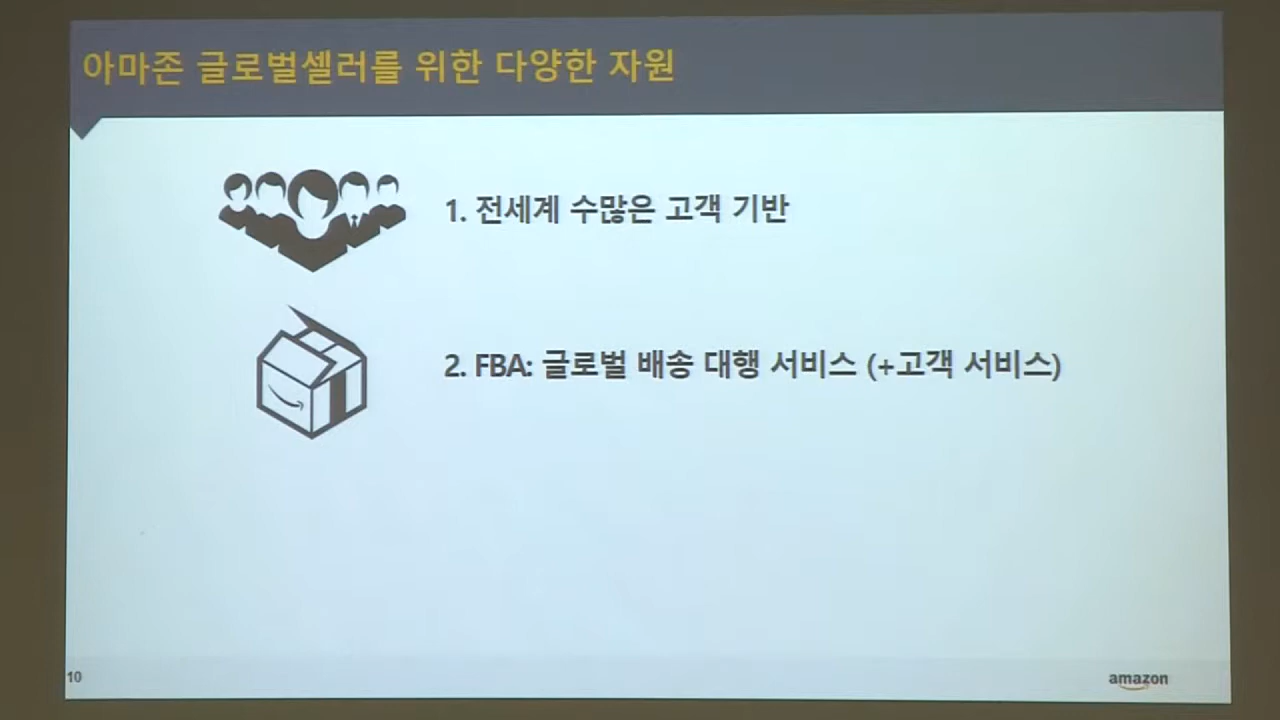 아마존 글로벌셀러를 위한 다양한 자원
1. 전세계 수많은 고객 기반
2. FBA: 글로벌 배송 대행 서비스 (+고객 서비스)
10
amazon